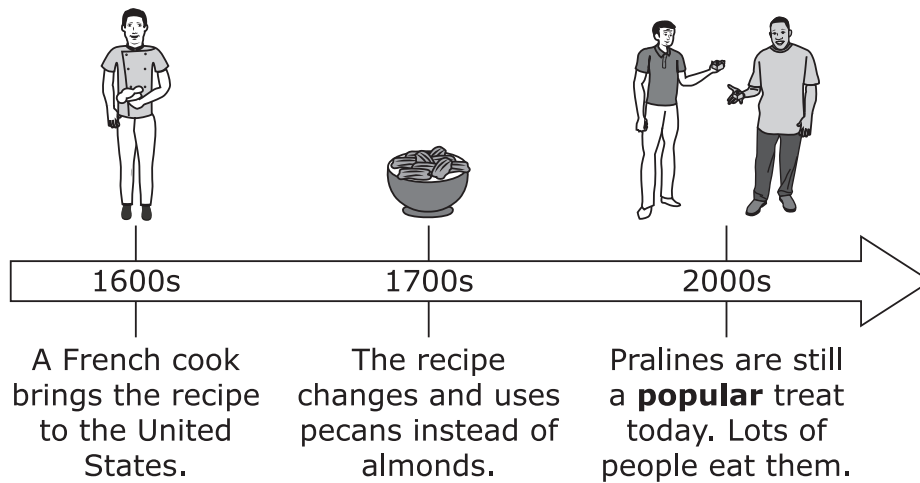 1600s
A French cook
brings the recipe
to the United
States.
1700s
The recipe
changes and uses
pecans instead of
almonds.
2000s
Pralines are still
a popular treat
today. Lots of
people eat them.